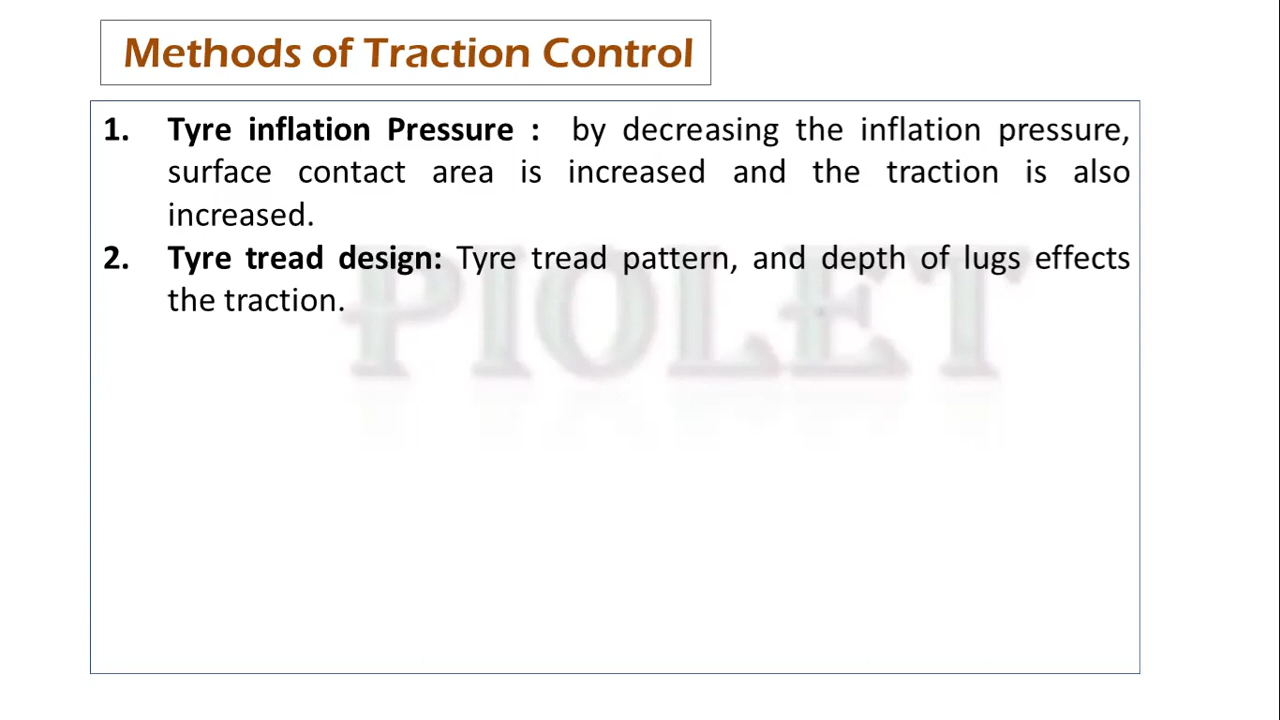 Methods of Traction Control
1. Tyre inflation Pressure : by decreasing the inflation pressure,
surface contact area is increased and the traction is also
increased.
2. Tyre tread design: Tyre tread pattern, and depth of lugs effects
the traction.
PIOLET